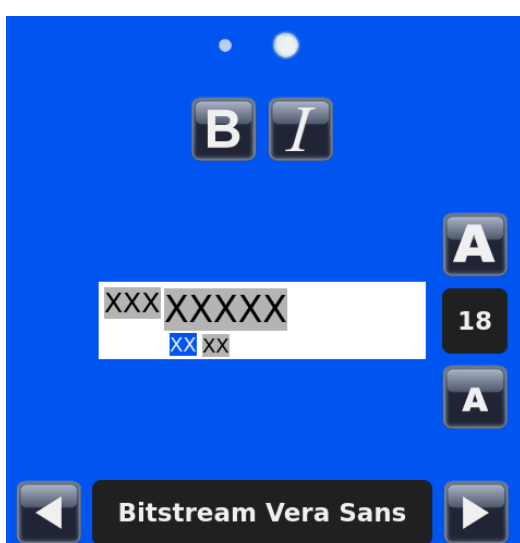 B I
A
XXX XXXXX
18
XX XX
A
Bitstream Vera Sans